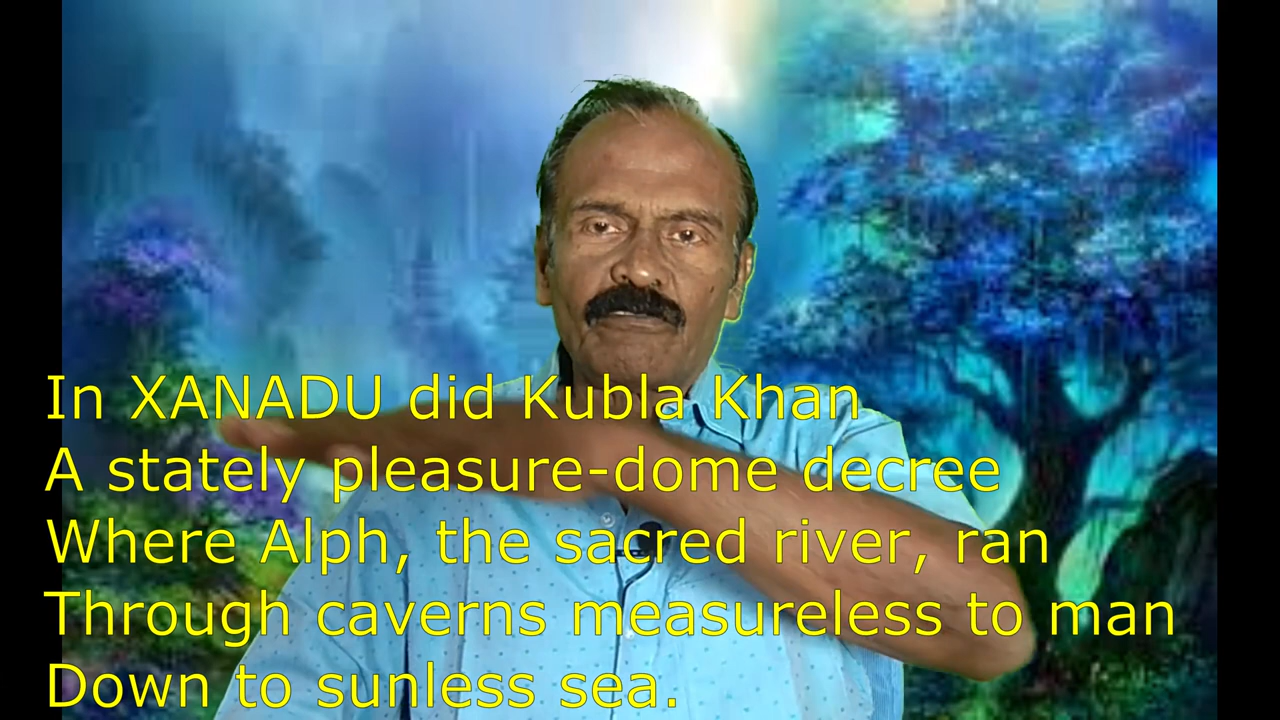 In XANADU did Kubla Khan
A stately pleasure-dome decree
Where Alph, the sacred river, ran
Through caverns measureless to man
Down to sunless sea.